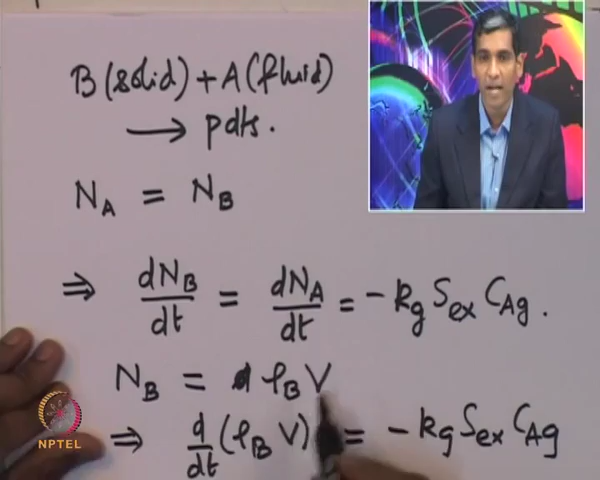 B (solid) + A (fluid)
⟶ pdts.
N_A = N_B
⇒ dN_B/dt = dN_A/dt = -k_g S_ex C_Ag.
N_B = ρ_B V
⇒ d/dt (ρ_B V) = -k_g S_ex C_Ag
NPTEL